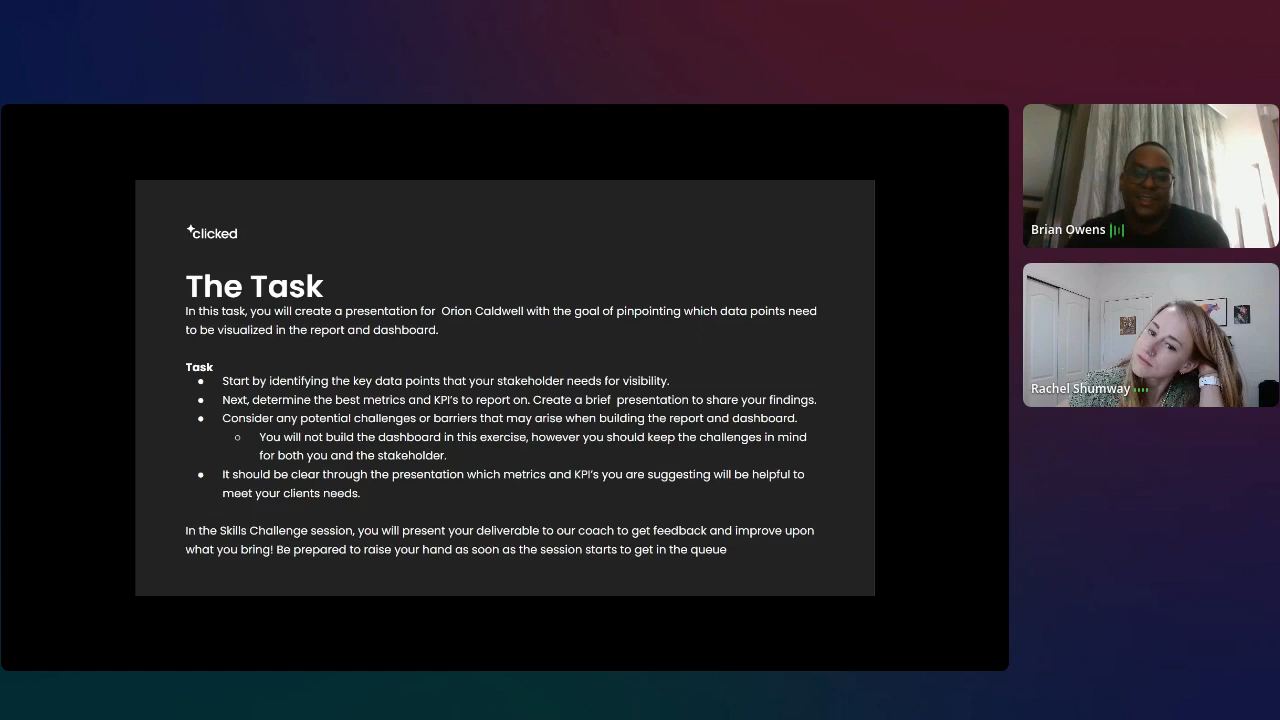 clicked
The Task
In this task, you will create a presentation for  Orion Caldwell with the goal of pinpointing which data points need
to be visualized in the report and dashboard.
Task
● Start by identifying the key data points that your stakeholder needs for visibility.
● Next, determine the best metrics and KPI's to report on. Create a brief  presentation to share your findings.
● Consider any potential challenges or barriers that may arise when building the report and dashboard.
○ You will not build the dashboard in this exercise, however you should keep the challenges in mind
for both you and the stakeholder.
● It should be clear through the presentation which metrics and KPI's you are suggesting will be helpful to
meet your clients needs.
In the Skills Challenge session, you will present your deliverable to our coach to get feedback and improve upon
what you bring! Be prepared to raise your hand as soon as the session starts to get in the queue
Brian Owens
Rachel Shumway